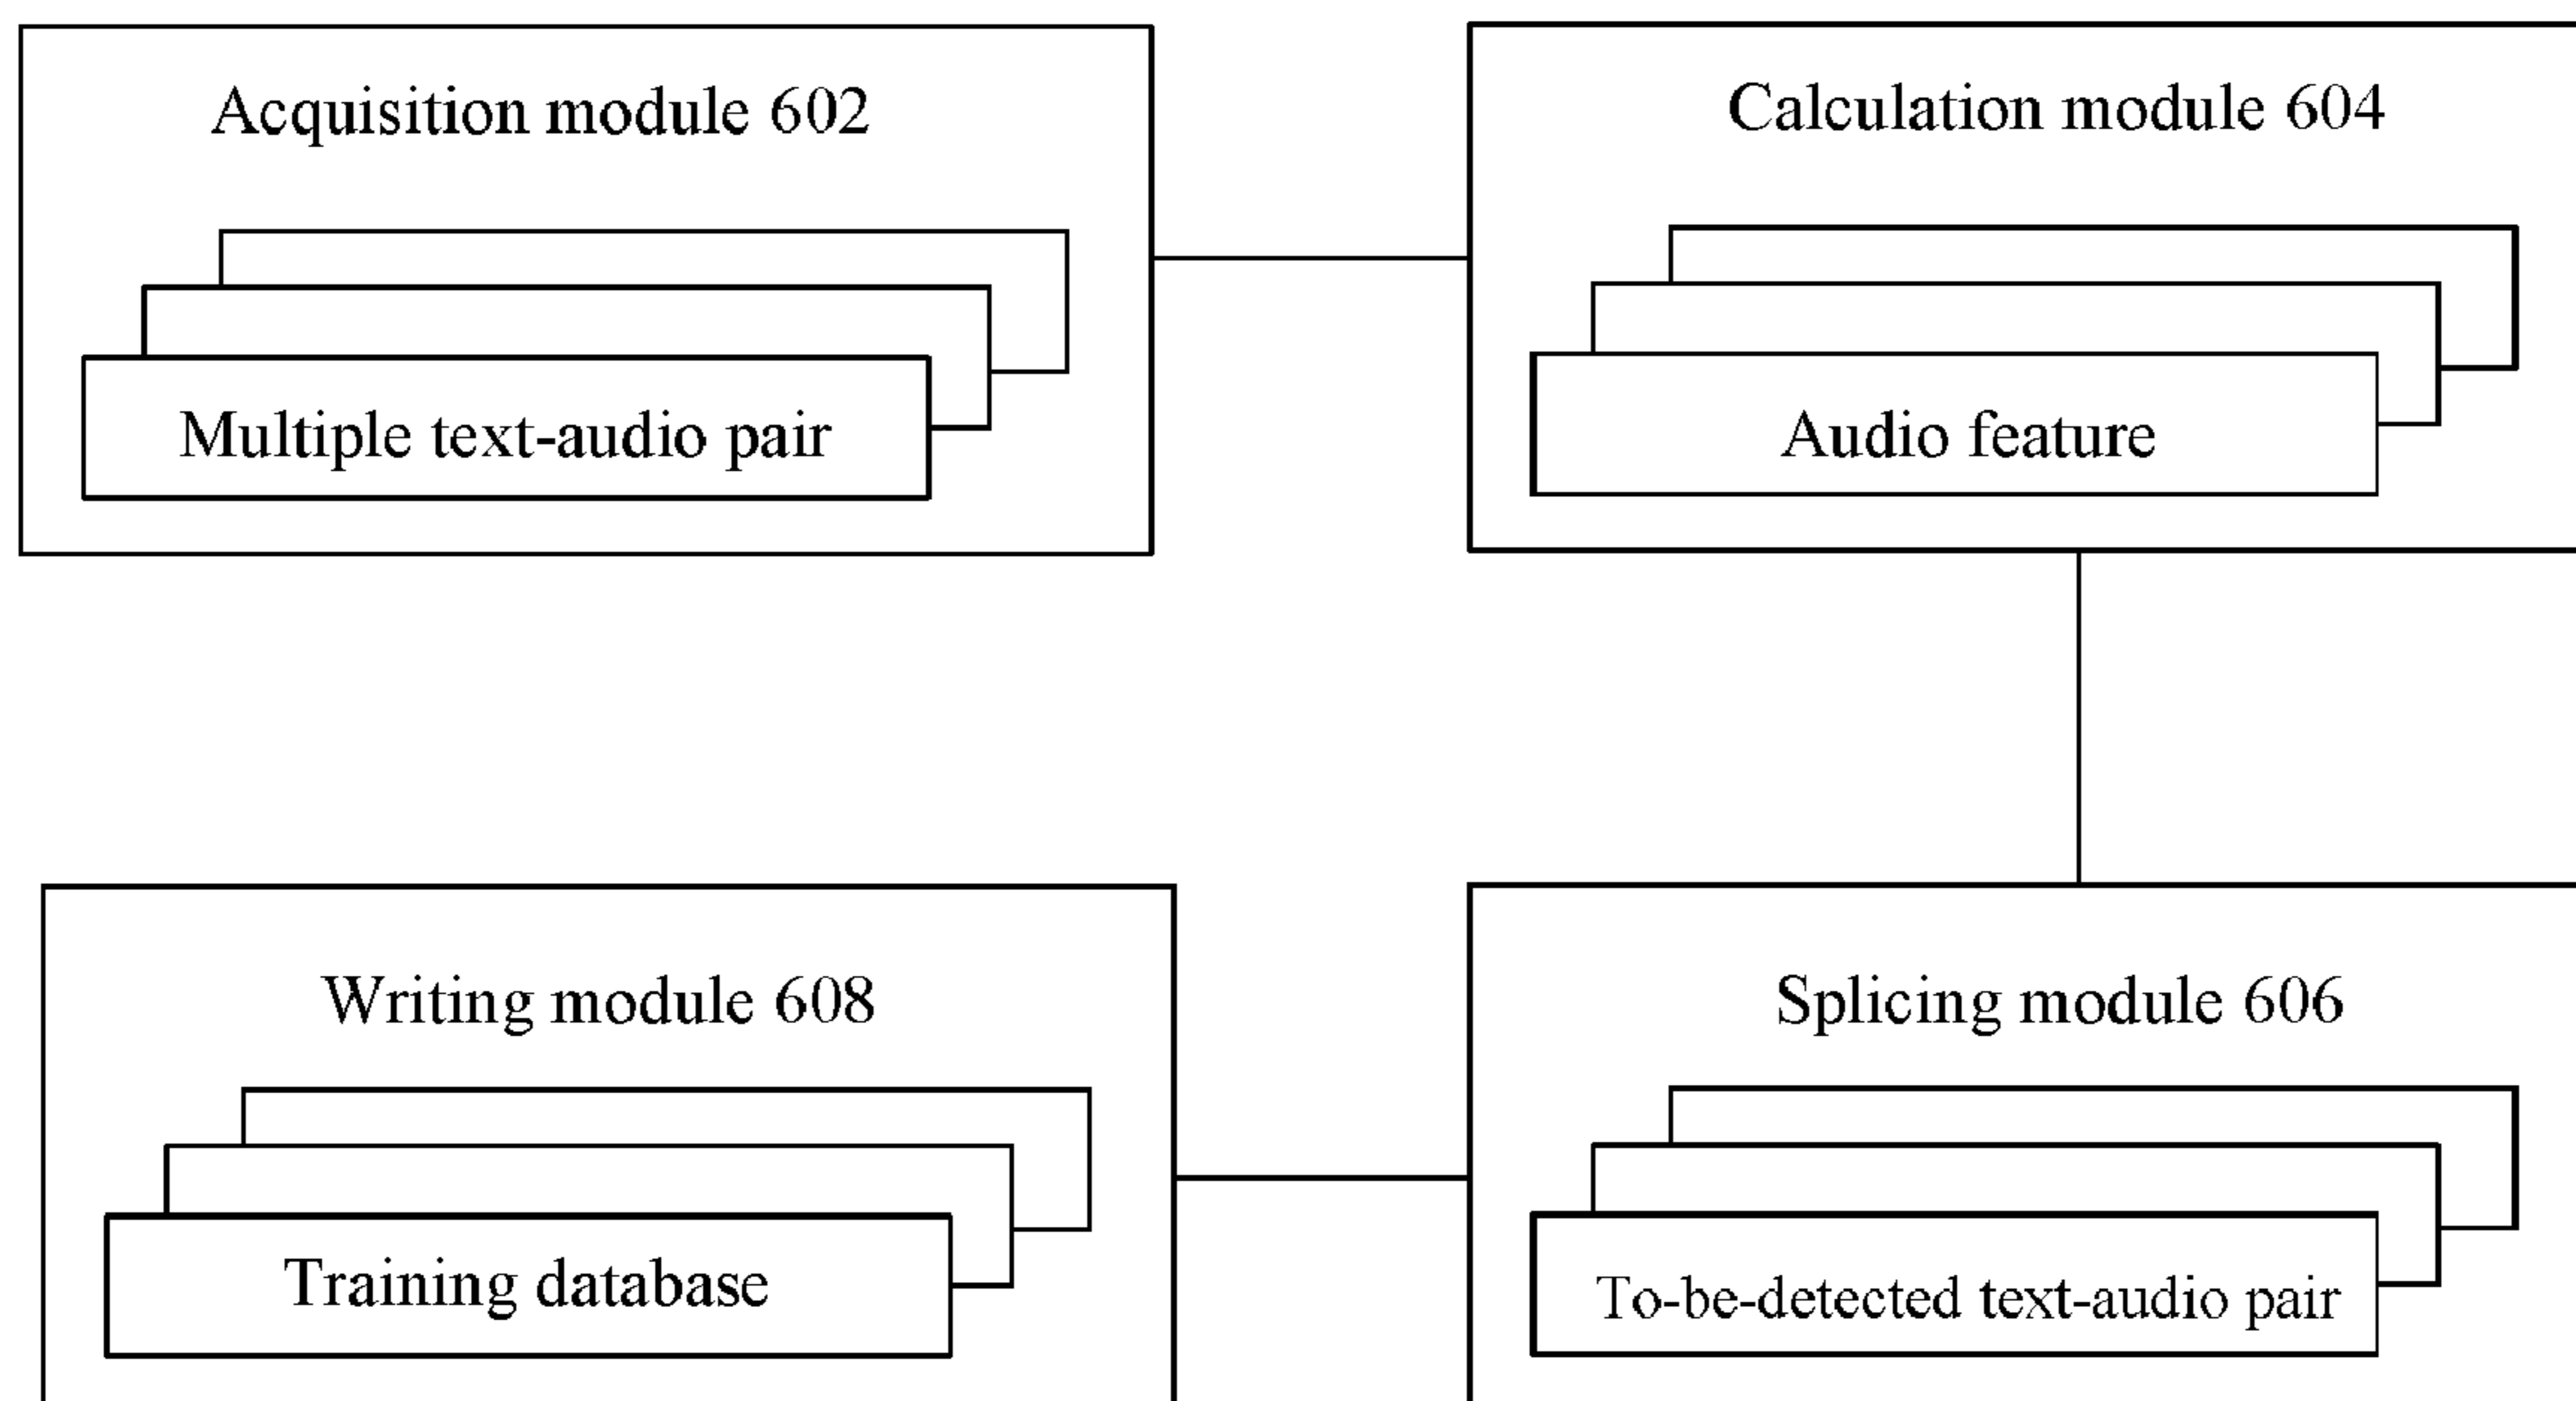 Acquisition module 602
Multiple text-audio pair
Calculation module 604
Audio feature
Writing module 608
Training database
Splicing module 606
To-be-detected text-audio pair